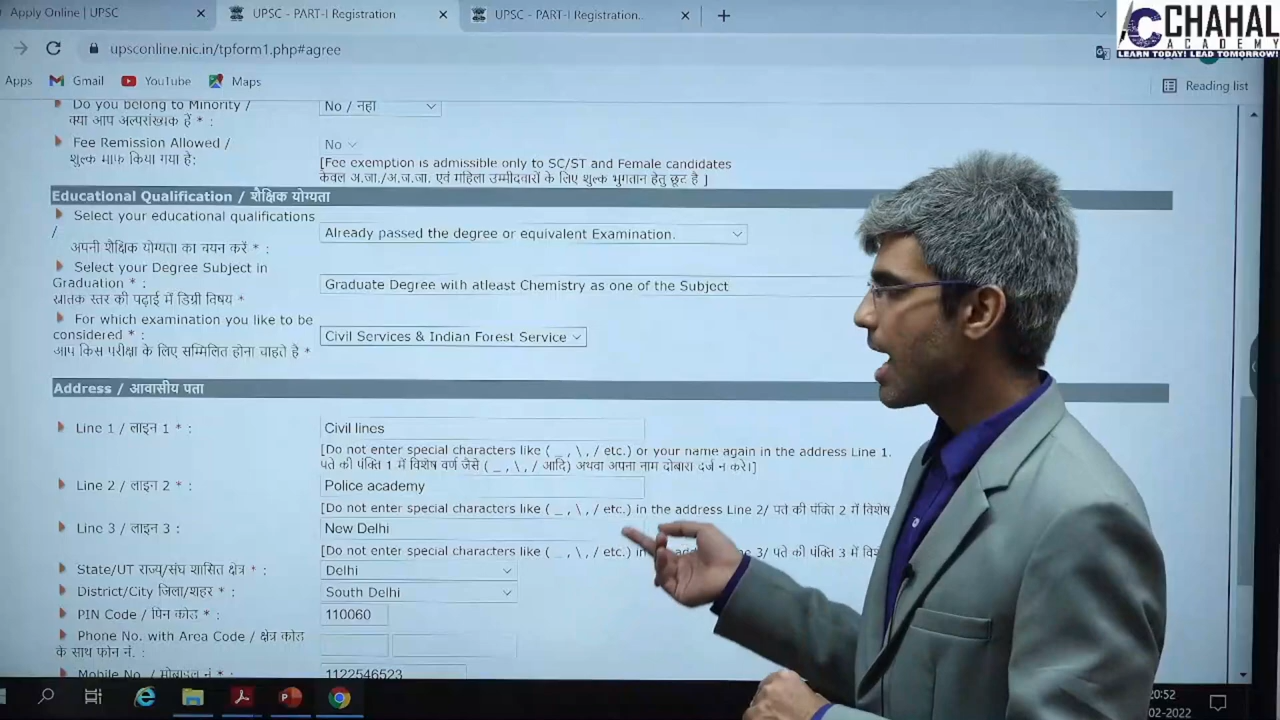 Apply Online | UPSC
UPSC - PART-I Registration
UPSC - PART-I Registration..
CHAHAL
ACADEMY
LEARN TODAY! LEAD TOMORROW!
upsconline.nic.in/tpform1.php#agree
Apps
Gmail
YouTube
Maps
Reading list
Do you belong to Minority /
क्या आप अल्पसंख्यक हैं * :
No / नहीं
Fee Remission Allowed /
शुल्क माफ किया गया है:
No
[Fee exemption is admissible only to SC/ST and Female candidates
केवल अ.जा./अ.ज.जा. एवं महिला उम्मीदवारों के लिए शुल्क भुगतान हेतु छूट है ]
Educational Qualification / शैक्षिक योग्यता
Select your educational qualifications
/
अपनी शैक्षिक योग्यता का चयन करें * :
Already passed the degree or equivalent Examination.
Select your Degree Subject in
Graduation * :
स्नातक स्तर की पढ़ाई में डिग्री विषय *
Graduate Degree with atleast Chemistry as one of the Subject
For which examination you like to be
considered * :
आप किस परीक्षा के लिए सम्मिलित होना चाहते है *
Civil Services & Indian Forest Service
Address / आवासीय पता
Line 1 / लाइन 1 * :
Civil lines
[Do not enter special characters like ( _ , \ , / etc.) or your name again in the address Line 1.
पते की पंक्ति 1 में विशेष वर्ण जैसे ( _ , \ , / आदि) अथवा अपना नाम दोबारा दर्ज न करें।]
Line 2 / लाइन 2 * :
Police academy
[Do not enter special characters like ( _ , \ , / etc.) in the address Line 2/ पते की पंक्ति 2 में विशेष
Line 3 / लाइन 3 :
New Delhi
[Do not enter special characters like ( _ , \ , / etc.) in 3/ पते की पंक्ति 3 में
State/UT राज्य/संघ शासित क्षेत्र * :
Delhi
District/City जिला/शहर * :
South Delhi
PIN Code / पिन कोड * :
110060
Phone No. with Area Code / क्षेत्र कोड
के साथ फोन नं. :
Mobile No. / मोबाइल नं * :
1122546523
20:52
02-2022